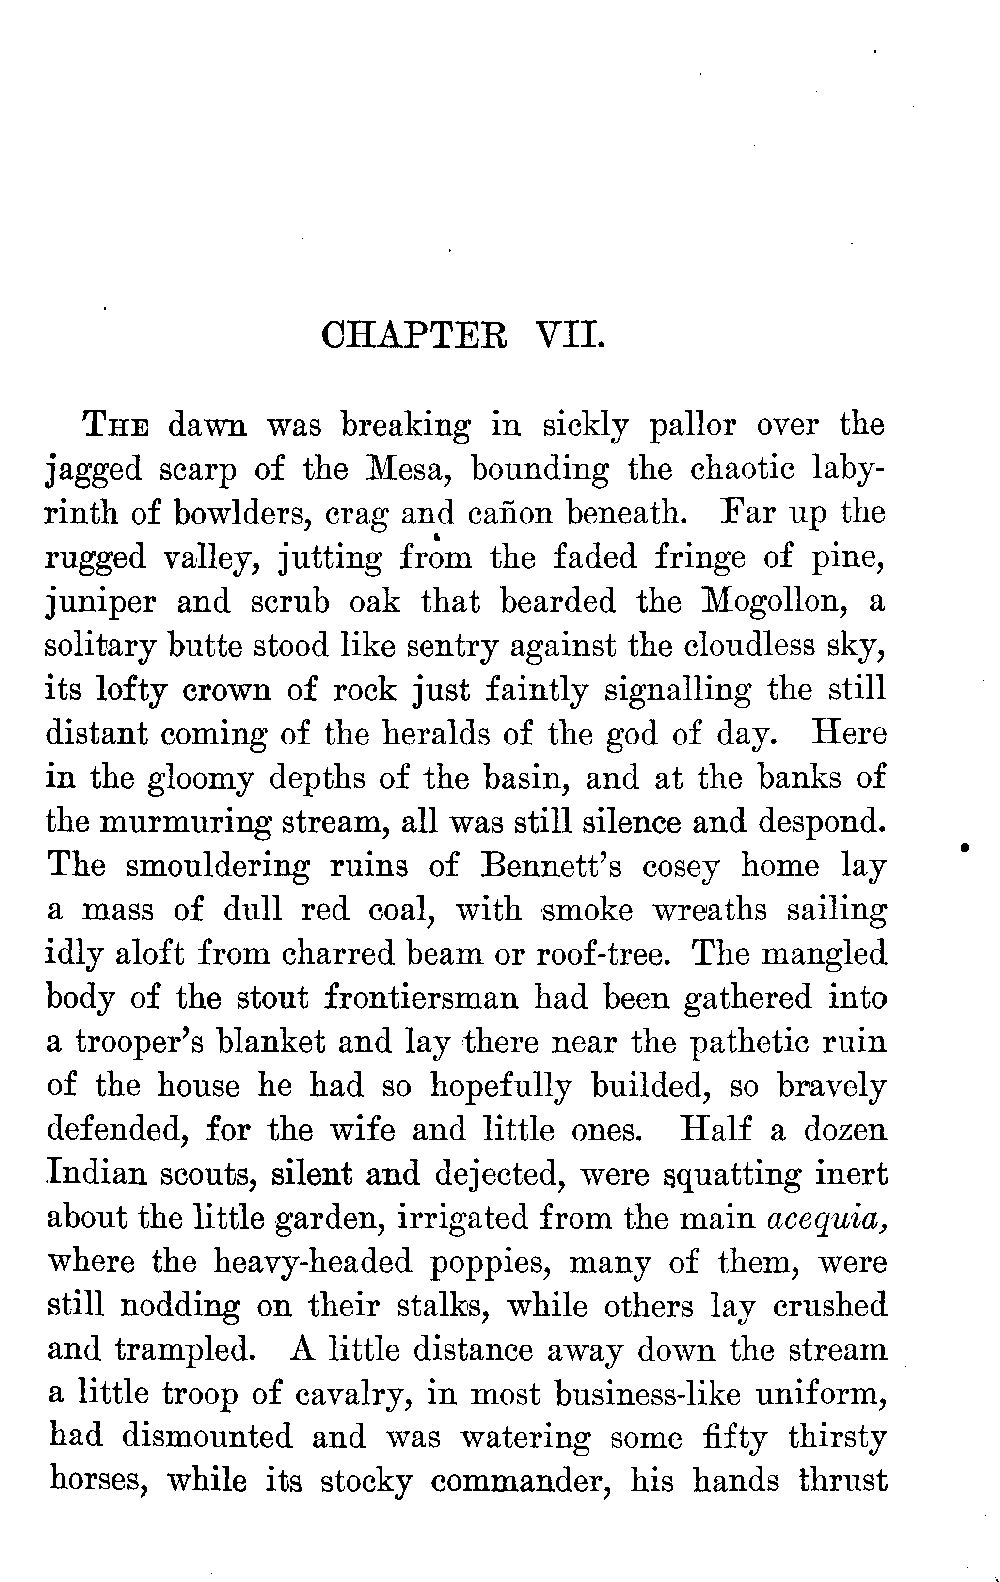 CHAPTER VII.
THE dawn was breaking in sickly pallor over the
jagged scarp of the Mesa, bounding the chaotic laby-
rinth of bowlders, crag and cañon beneath. Far up the
rugged valley, jutting from the faded fringe of pine,
juniper and scrub oak that bearded the Mogollon, a
solitary butte stood like sentry against the cloudless sky,
its lofty crown of rock just faintly signalling the still
distant coming of the heralds of the god of day. Here
in the gloomy depths of the basin, and at the banks of
the murmuring stream, all was still silence and despond.
The smouldering ruins of Bennett's cosey home lay
a mass of dull red coal, with smoke wreaths sailing
idly aloft from charred beam or roof-tree. The mangled
body of the stout frontiersman had been gathered into
a trooper's blanket and lay there near the pathetic ruin
of the house he had so hopefully builded, so bravely
defended, for the wife and little ones. Half a dozen
Indian scouts, silent and dejected, were squatting inert
about the little garden, irrigated from the main acequia,
where the heavy-headed poppies, many of them, were
still nodding on their stalks, while others lay crushed
and trampled. A little distance away down the stream
a little troop of cavalry, in most business-like uniform,
had dismounted and was watering some fifty thirsty
horses, while its stocky commander, his hands thrust